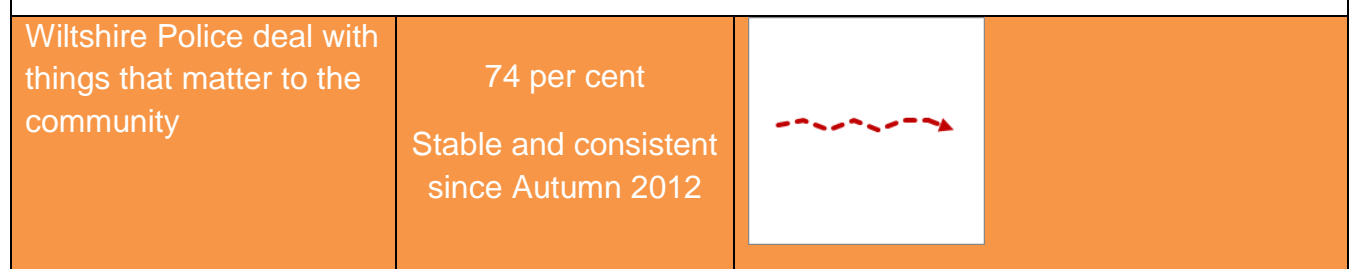 Wiltshire Police deal with
things that matter to the
community
74 per cent
Stable and consistent
since Autumn 2012